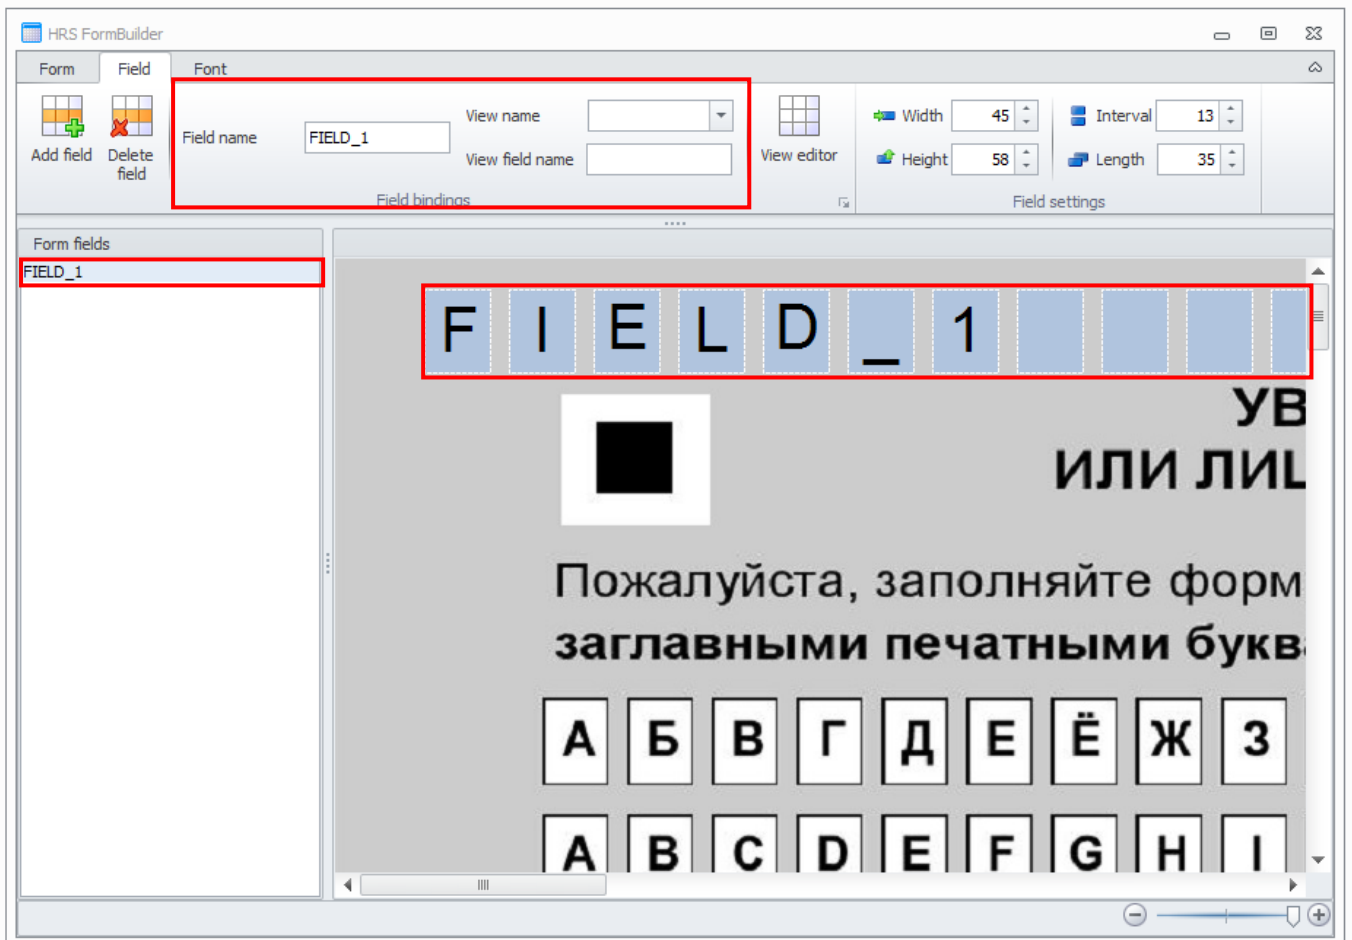 HRS FormBuilder
Form Field Font
Add field
Delete field
Field name FIELD_1
View name
View field name
Field bindings
View editor
Width 45
Height 58
Interval 13
Length 35
Field settings
Form fields
FIELD_1
F I E L D _ 1
УВ
ИЛИ ЛИЦ
Пожалуйста, заполняйте форм
заглавными печатными букв
А Б В Г Д Е Ё Ж З
A B C D E F G H I